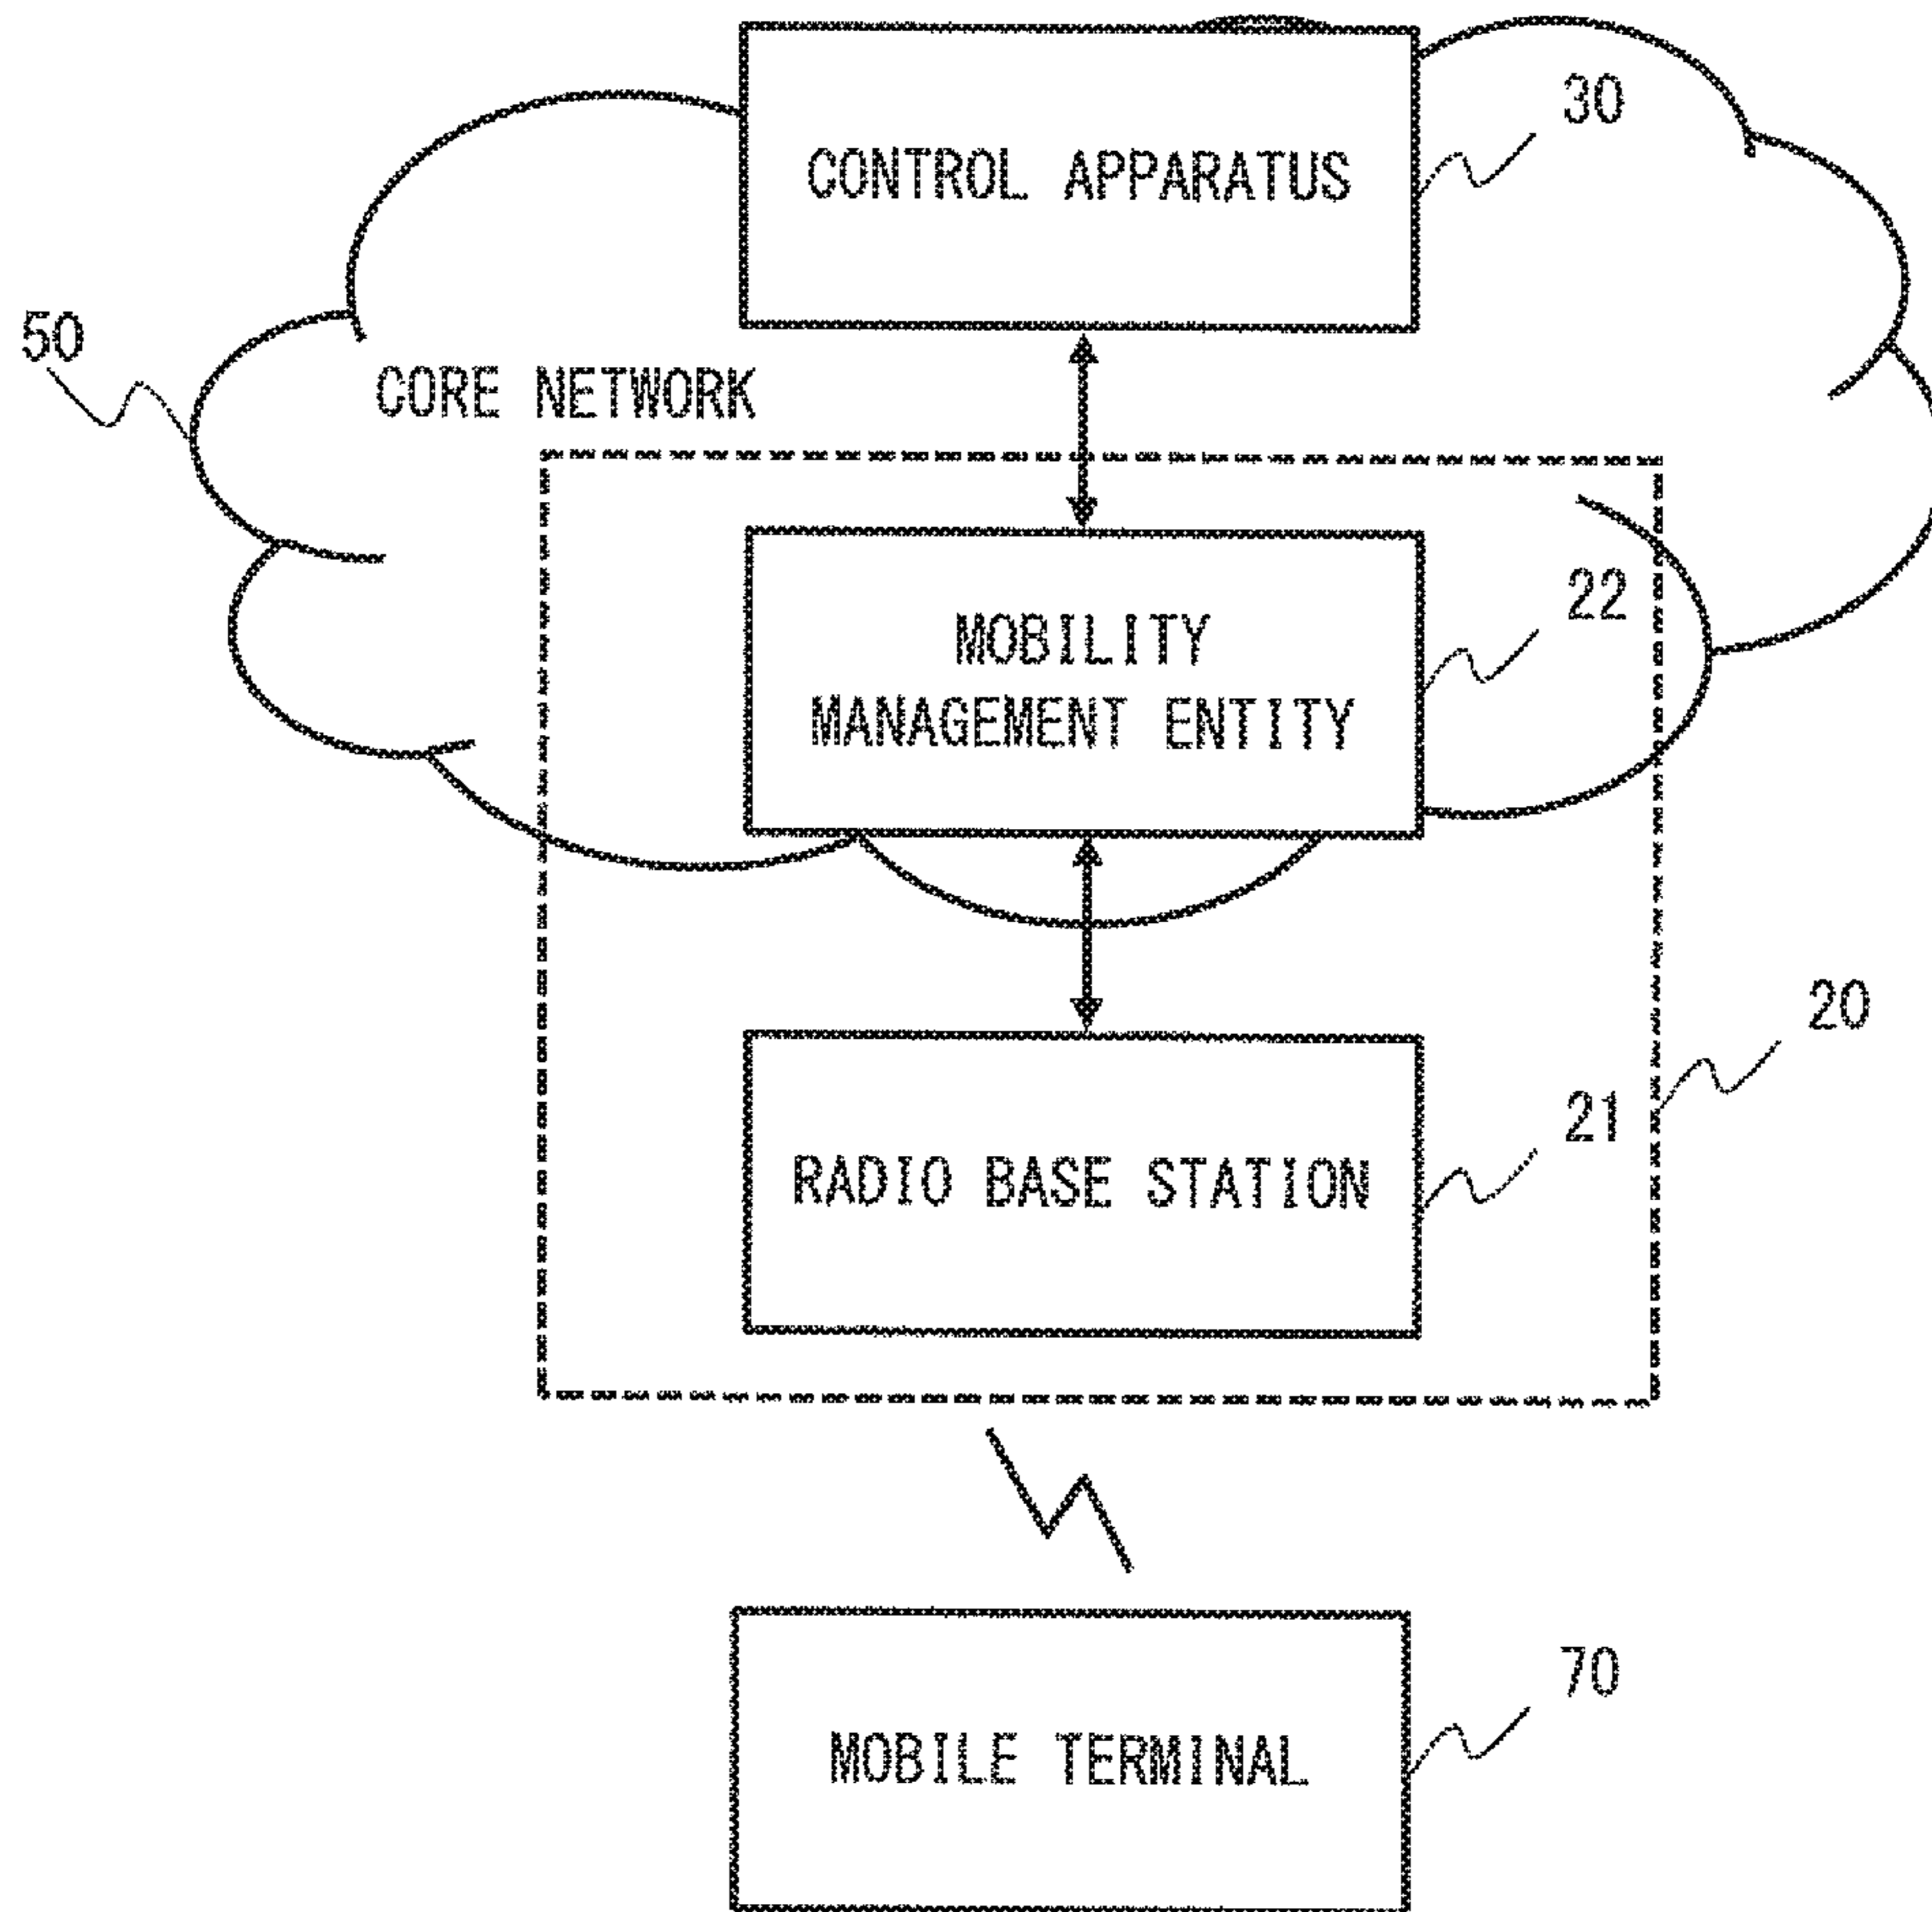 CONTROL APPARATUS
30
50
CORE NETWORK
MOBILITY
MANAGEMENT ENTITY
22
20
RADIO BASE STATION
21
MOBILE TERMINAL
70